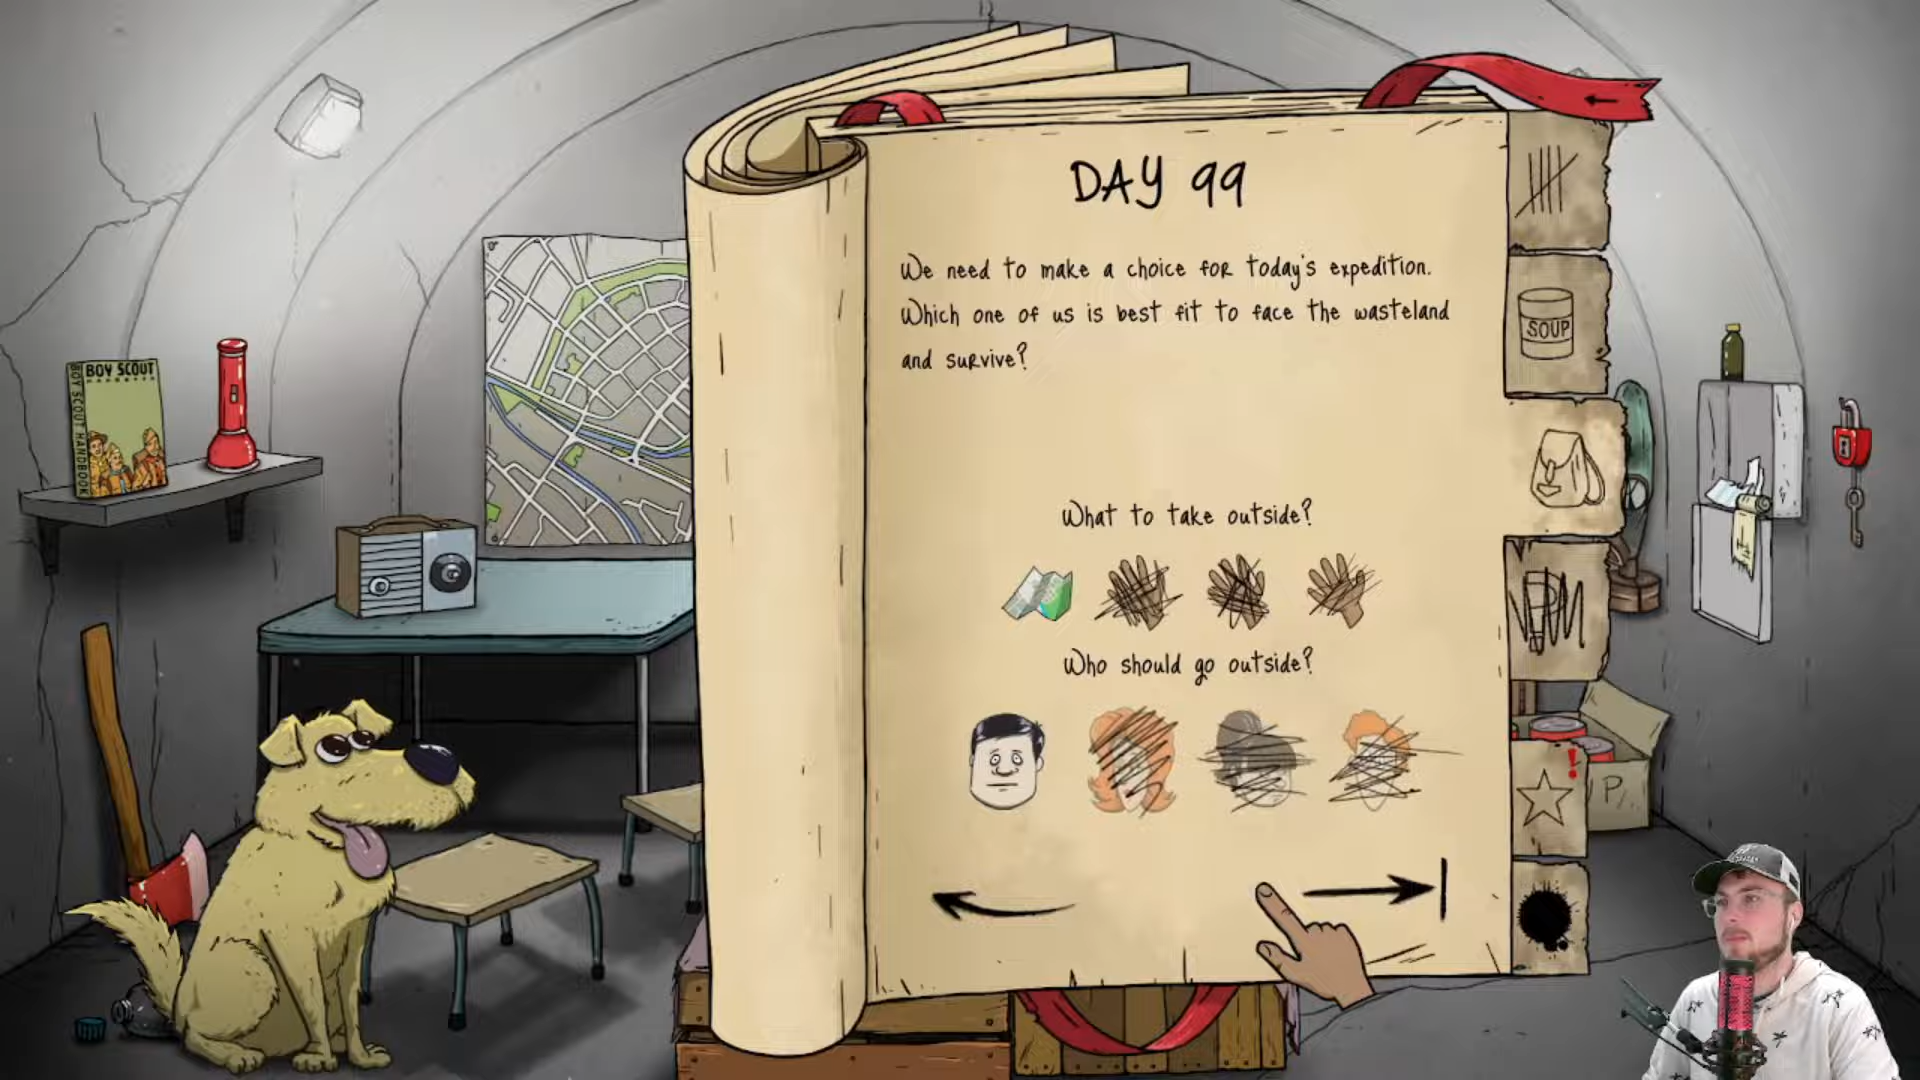 DAY 99
We need to make a choice for today's expedition.
Which one of us is best fit to face the wasteland
and survive?
What to take outside?
Who should go outside?
BOY SCOUT
BOY SCOUT HANDBOOK
SOUP
!
P,